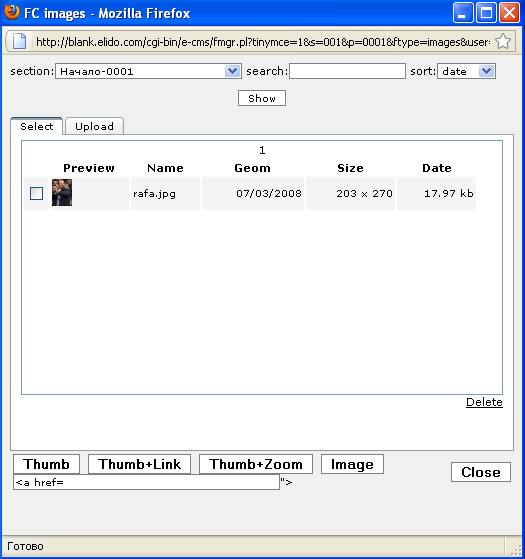 FC images - Mozilla Firefox
http://blank.elido.com/cgi-bin/e-cms/fmgr.pl?tinymce=1&s=001&p=0001&ftype=images&user=
section: Начало-0001 search: sort: date
Show
Select Upload
1
Preview Name Geom Size Date
rafa.jpg 07/03/2008 203 x 270 17.97 kb
Delete
Thumb Thumb+Link Thumb+Zoom Image Close
<a href= ">
Готово